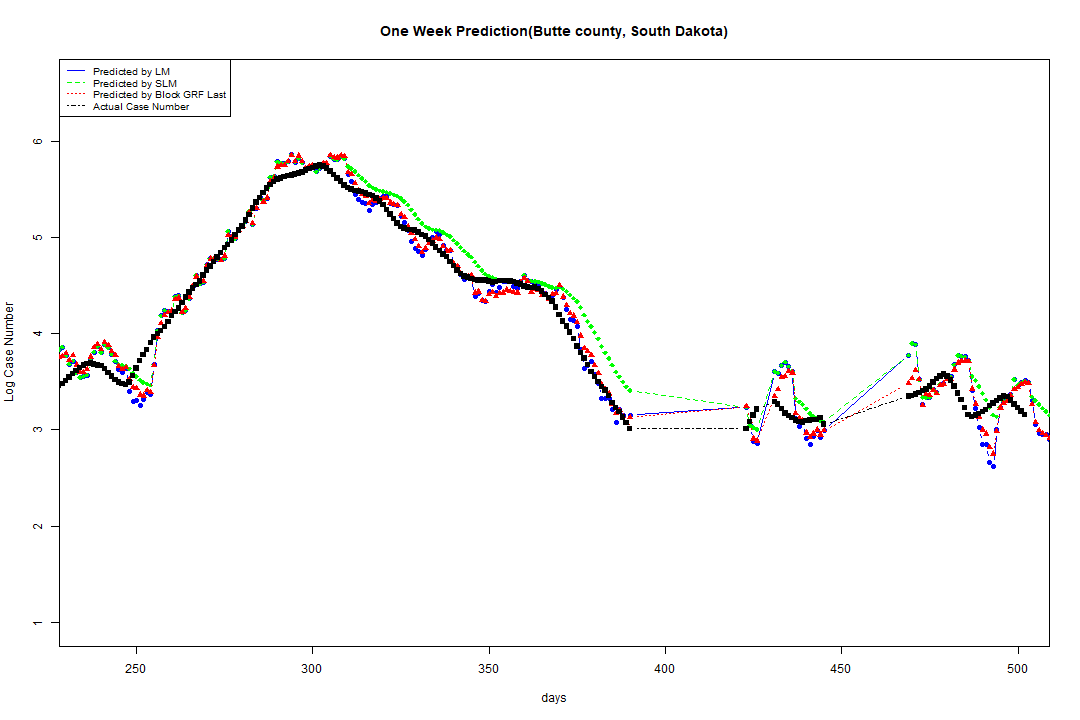 One Week Prediction(Butte county, South Dakota)
Predicted by LM
Predicted by SLM
Predicted by Block GRF Last
Actual Case Number
Log Case Number
6
5
4
3
2
1
250 300 350 400 450 500
days